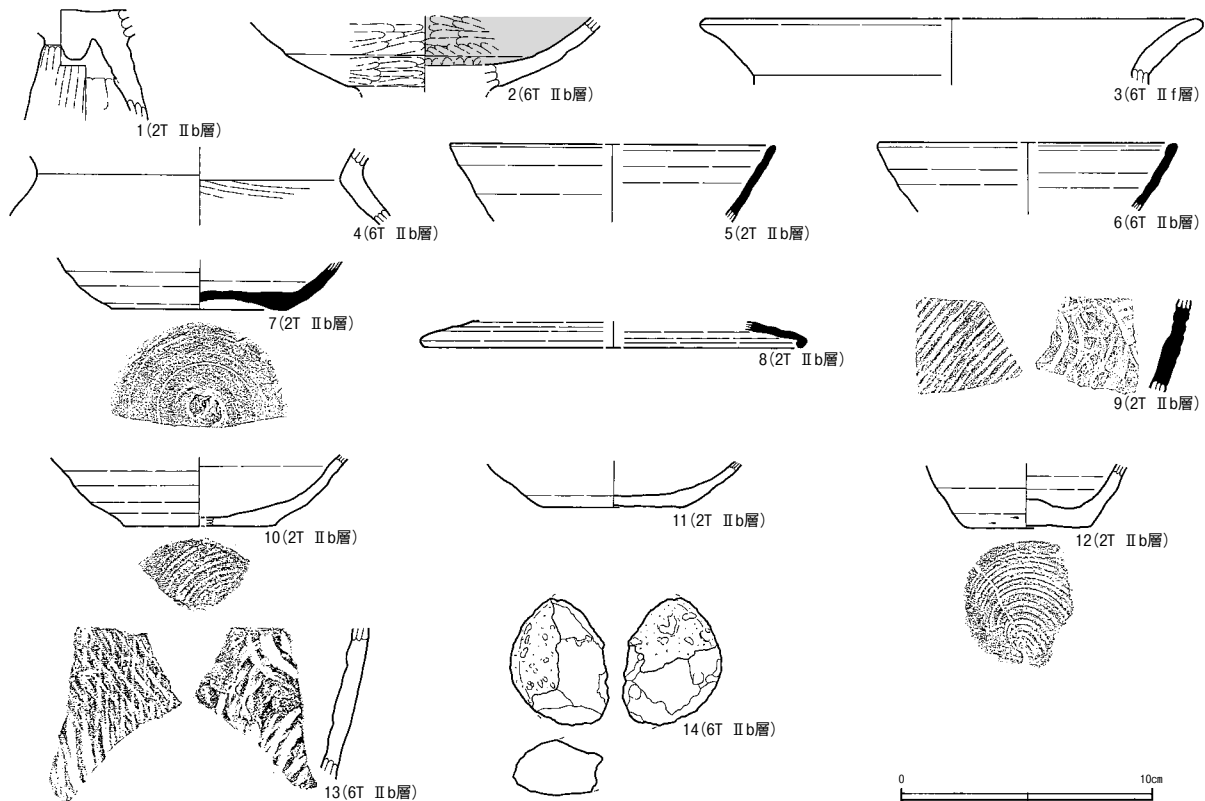 1(2T Ⅱb層)
2(6T Ⅱb層)
3(6T Ⅱf層)
4(6T Ⅱb層)
5(2T Ⅱb層)
6(6T Ⅱb層)
7(2T Ⅱb層)
8(2T Ⅱb層)
9(2T Ⅱb層)
10(2T Ⅱb層)
11(2T Ⅱb層)
12(2T Ⅱb層)
13(6T Ⅱb層)
14(6T Ⅱb層)
0 10cm